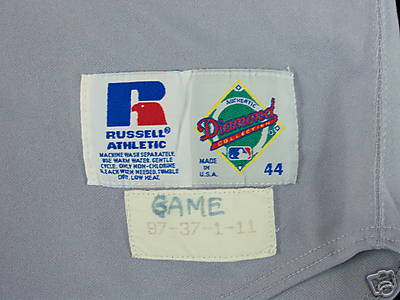 RUSSELL®
ATHLETIC
MACHINE WASH SEPARATELY.
USE WARM WATER, GENTLE
CYCLE. ONLY NON-CHLORINE
BLEACH WHEN NEEDED. TUMBLE
DRY, LOW HEAT.
AUTHENTIC
Diamond
COLLECTION
MADE IN
U.S.A.
44
GAME
97-37-1-11
eb